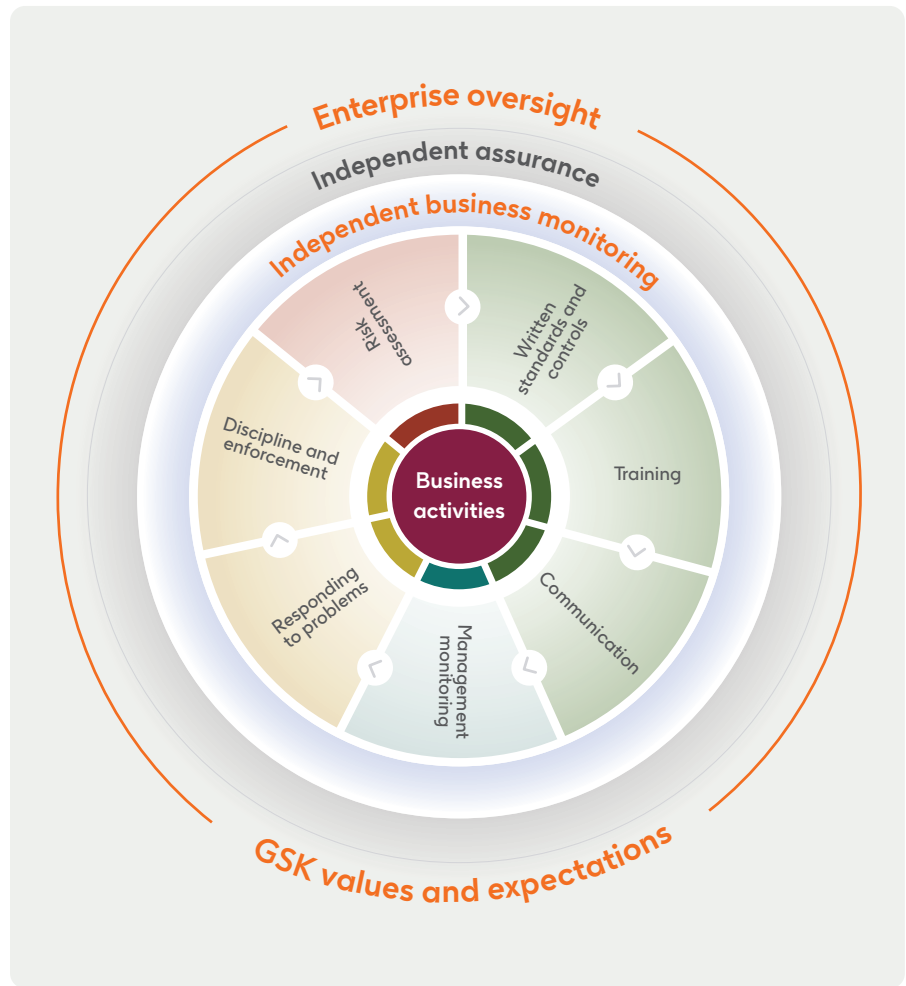 Enterprise oversight
Independent assurance
Independent business monitoring
Risk
assessment
Written
standards and
controls
Training
Communication
Management
monitoring
Responding
to problems
Discipline and
enforcement
Business
activities
GSK values and expectations